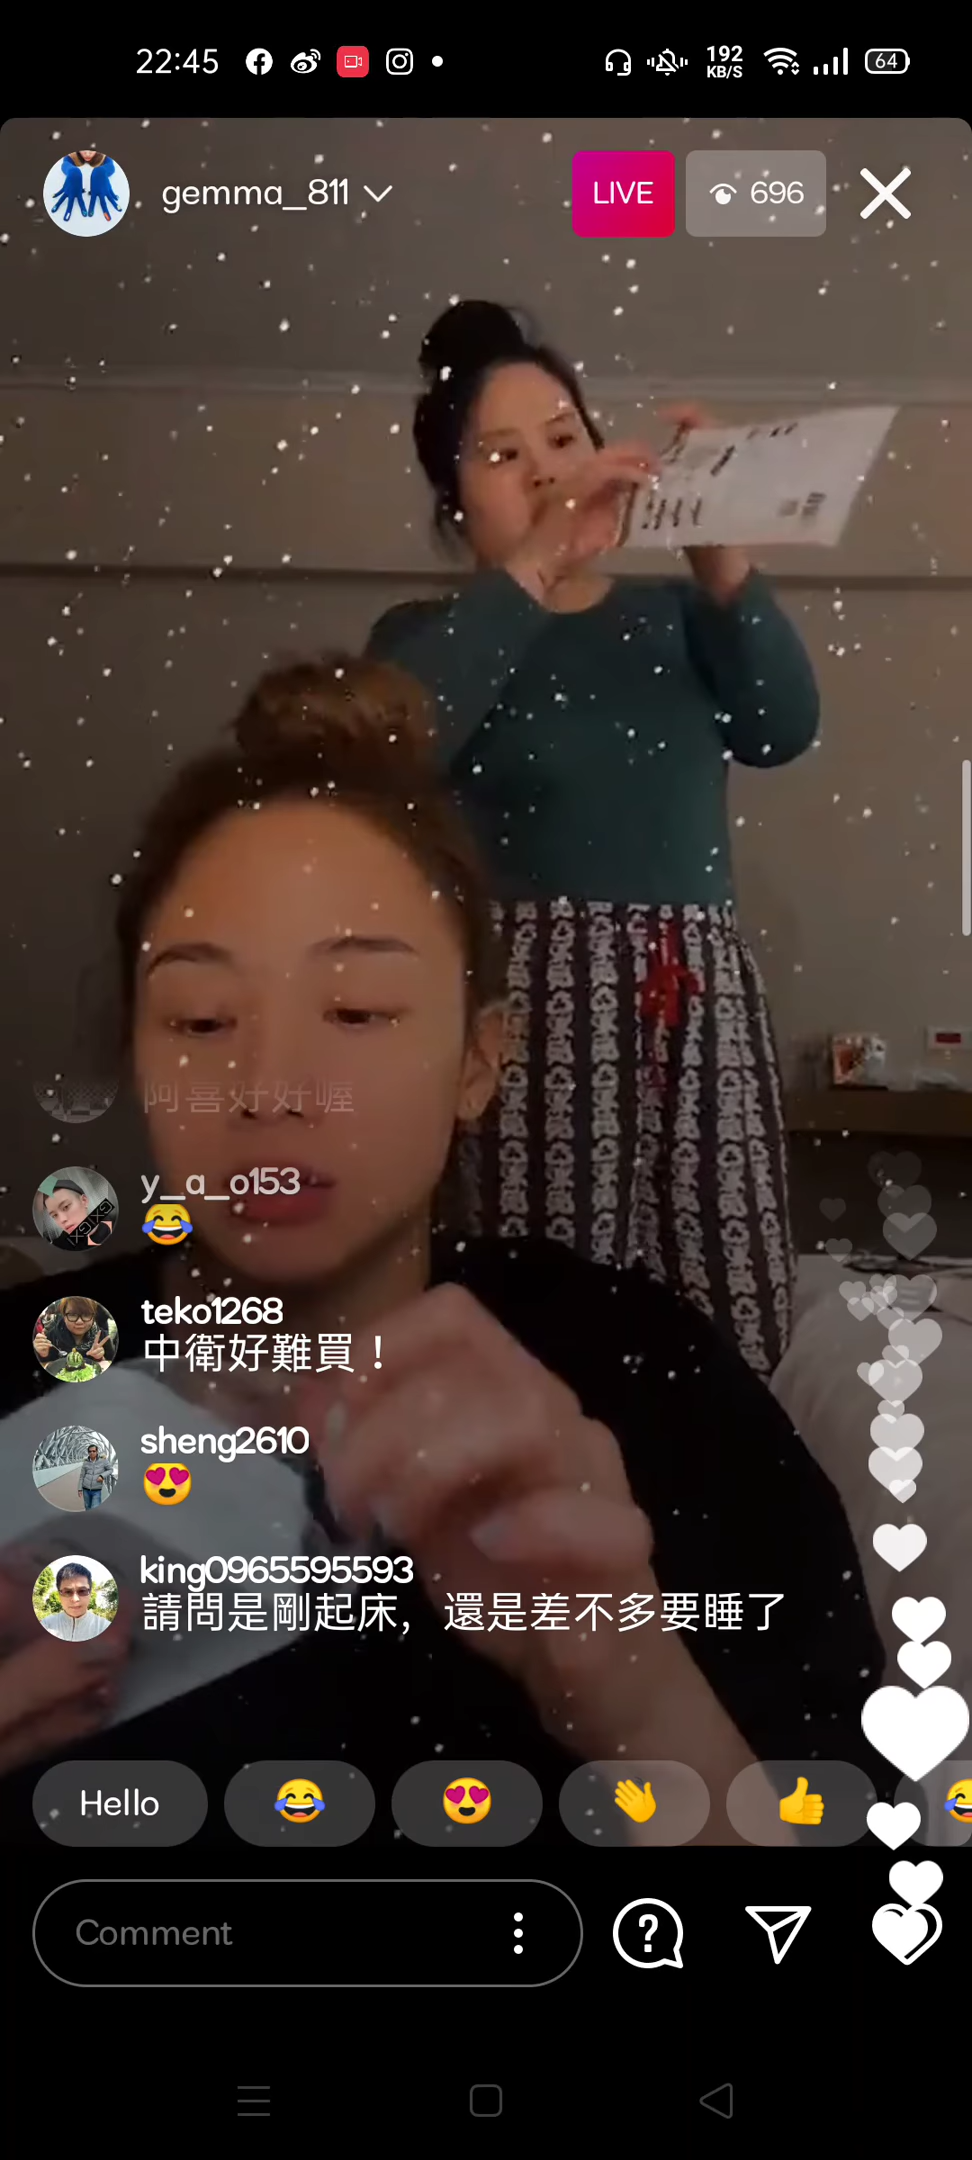 22:45
192
KB/S
64
gemma_811
LIVE
696
阿喜好好喔
y_a_o153
😂
teko1268
中衛好難買！
sheng2610
😍
king0965595593
請問是剛起床，還是差不多要睡了
Hello
😂
😍
👋
👍
Comment